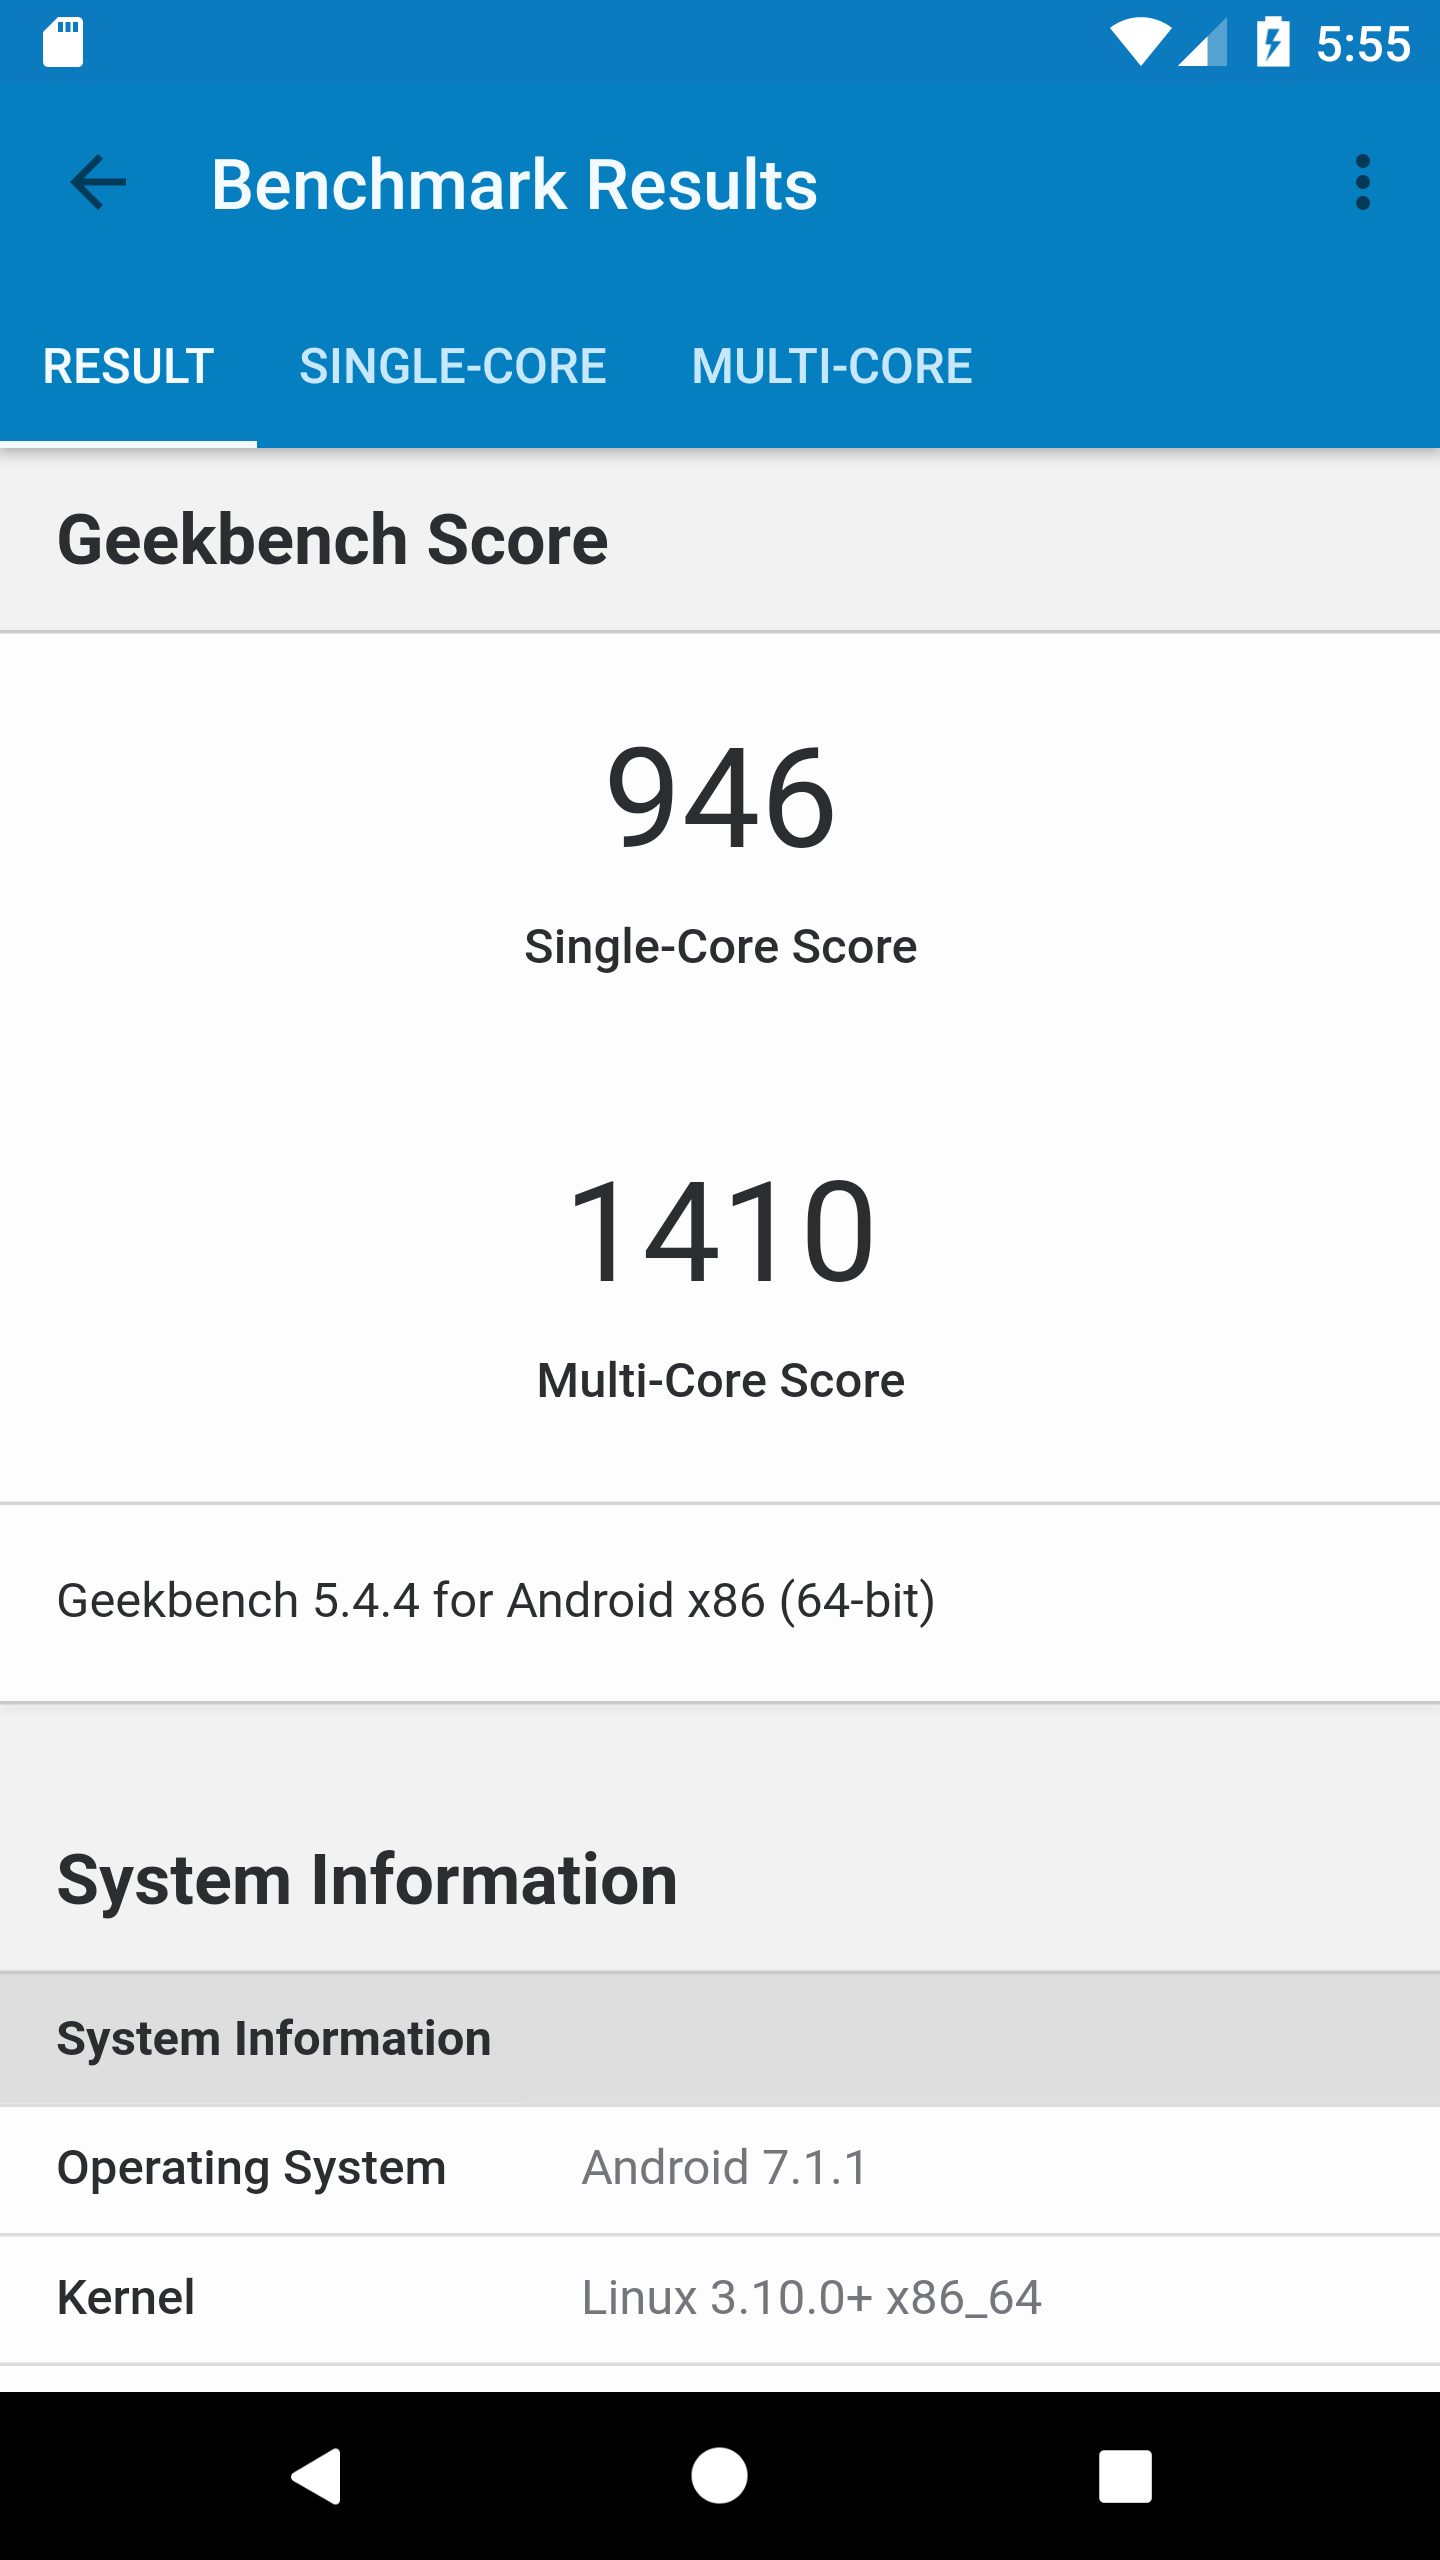 5:55
Benchmark Results
RESULT SINGLE-CORE MULTI-CORE
Geekbench Score
946
Single-Core Score
1410
Multi-Core Score
Geekbench 5.4.4 for Android x86 (64-bit)
System Information
System Information
Operating System Android 7.1.1
Kernel Linux 3.10.0+ x86_64